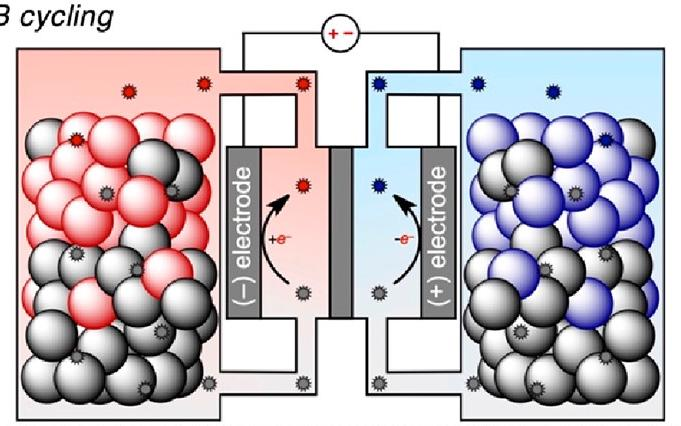 B cycling
+ -
(–) electrode
+e⁻
-e⁻
(+) electrode